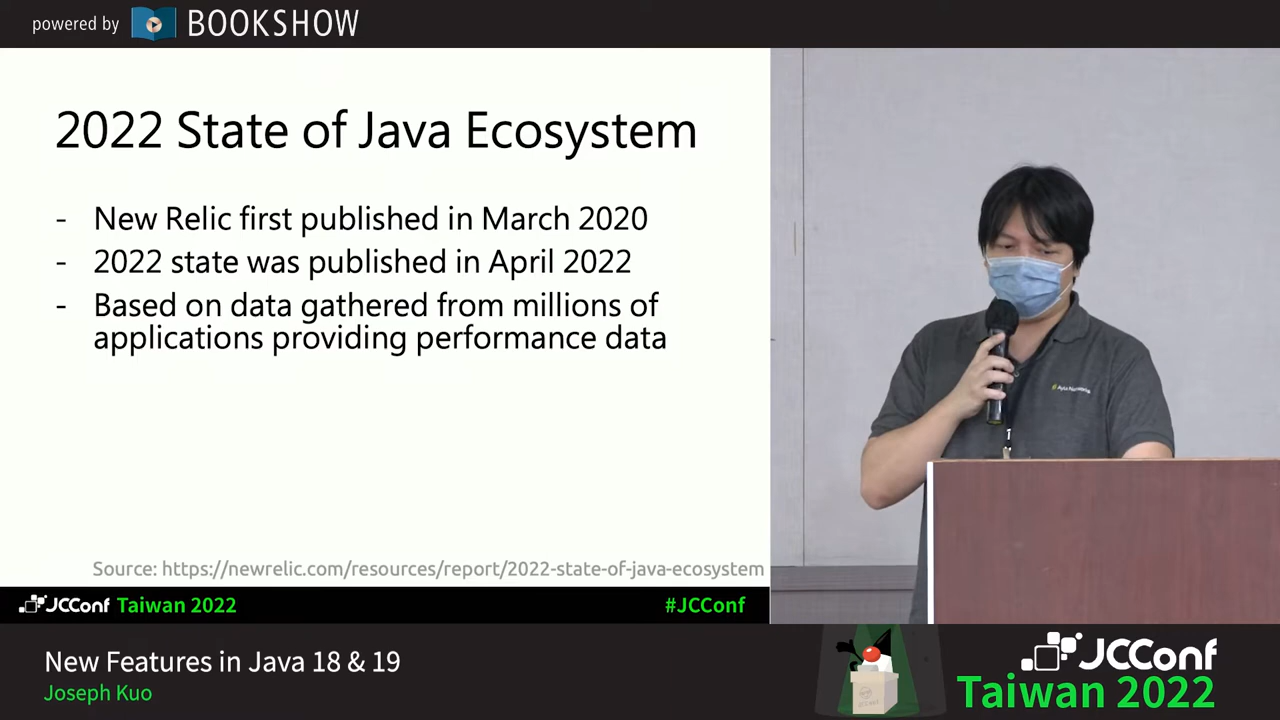 powered by BOOKSHOW
2022 State of Java Ecosystem
- New Relic first published in March 2020
- 2022 state was published in April 2022
- Based on data gathered from millions of
applications providing performance data
Source: https://newrelic.com/resources/report/2022-state-of-java-ecosystem
JCConf Taiwan 2022
#JCConf
New Features in Java 18 & 19
Joseph Kuo
JCConf
Taiwan 2022